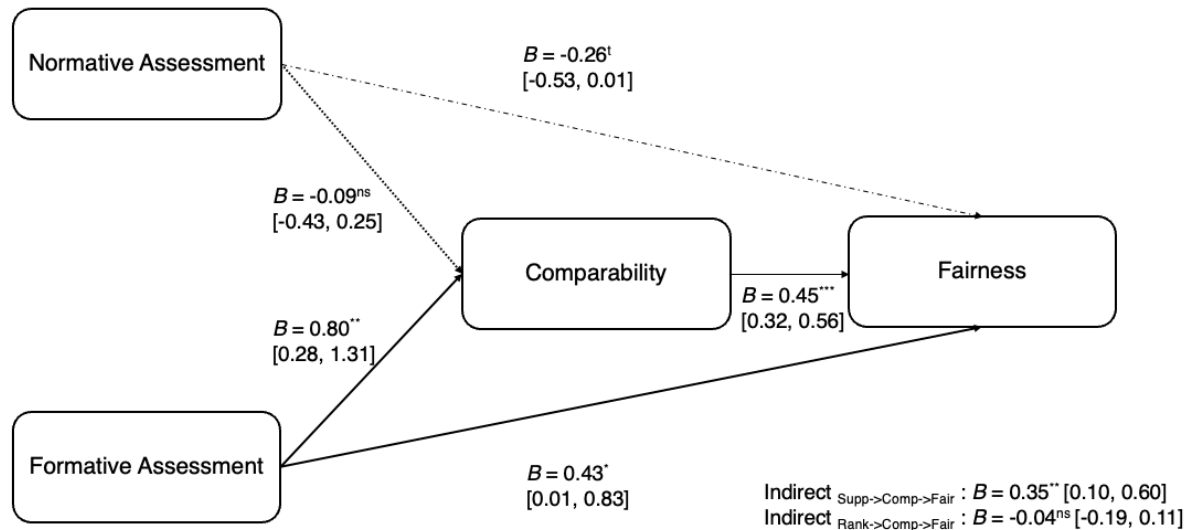 Normative Assessment
B = -0.26ᵗ
[-0.53, 0.01]
B = -0.09ⁿˢ
[-0.43, 0.25]
Comparability
Fairness
B = 0.45***
[0.32, 0.56]
B = 0.80**
[0.28, 1.31]
Formative Assessment
B = 0.43*
[0.01, 0.83]
Indirect Supp->Comp->Fair : B = 0.35** [0.10, 0.60]
Indirect Rank->Comp->Fair : B = -0.04ⁿˢ [-0.19, 0.11]